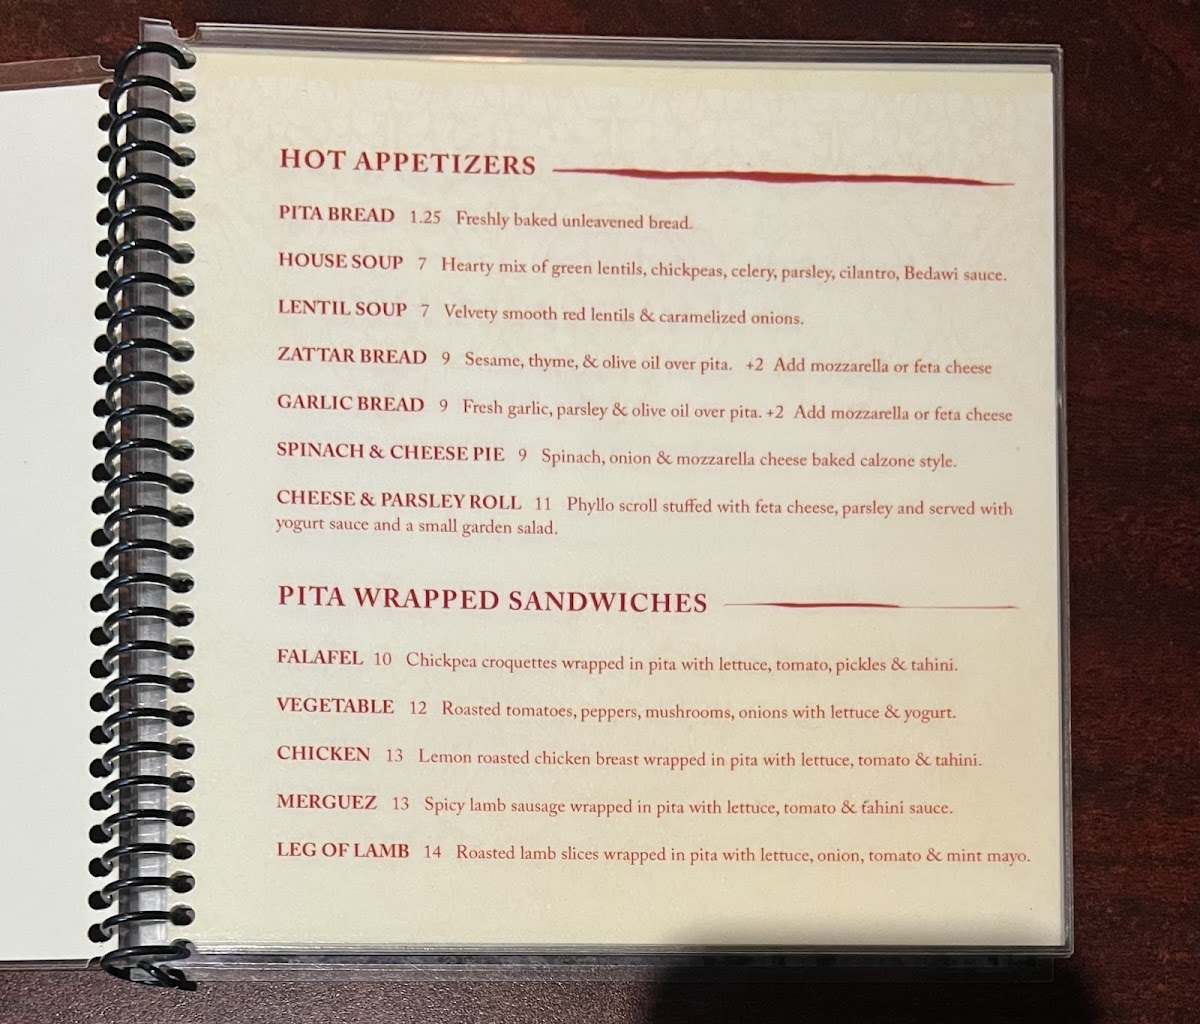 HOT APPETIZERS
PITA BREAD 1.25 Freshly baked unleavened bread.
HOUSE SOUP 7 Hearty mix of green lentils, chickpeas, celery, parsley, cilantro, Bedawi sauce.
LENTIL SOUP 7 Velvety smooth red lentils & caramelized onions.
ZATTAR BREAD 9 Sesame, thyme, & olive oil over pita. +2 Add mozzarella or feta cheese
GARLIC BREAD 9 Fresh garlic, parsley & olive oil over pita. +2 Add mozzarella or feta cheese
SPINACH & CHEESE PIE 9 Spinach, onion & mozzarella cheese baked calzone style.
CHEESE & PARSLEY ROLL 11 Phyllo scroll stuffed with feta cheese, parsley and served with
yogurt sauce and a small garden salad.
PITA WRAPPED SANDWICHES
FALAFEL 10 Chickpea croquettes wrapped in pita with lettuce, tomato, pickles & tahini.
VEGETABLE 12 Roasted tomatoes, peppers, mushrooms, onions with lettuce & yogurt.
CHICKEN 13 Lemon roasted chicken breast wrapped in pita with lettuce, tomato & tahini.
MERGUEZ 13 Spicy lamb sausage wrapped in pita with lettuce, tomato & fahini sauce.
LEG OF LAMB 14 Roasted lamb slices wrapped in pita with lettuce, onion, tomato & mint mayo.